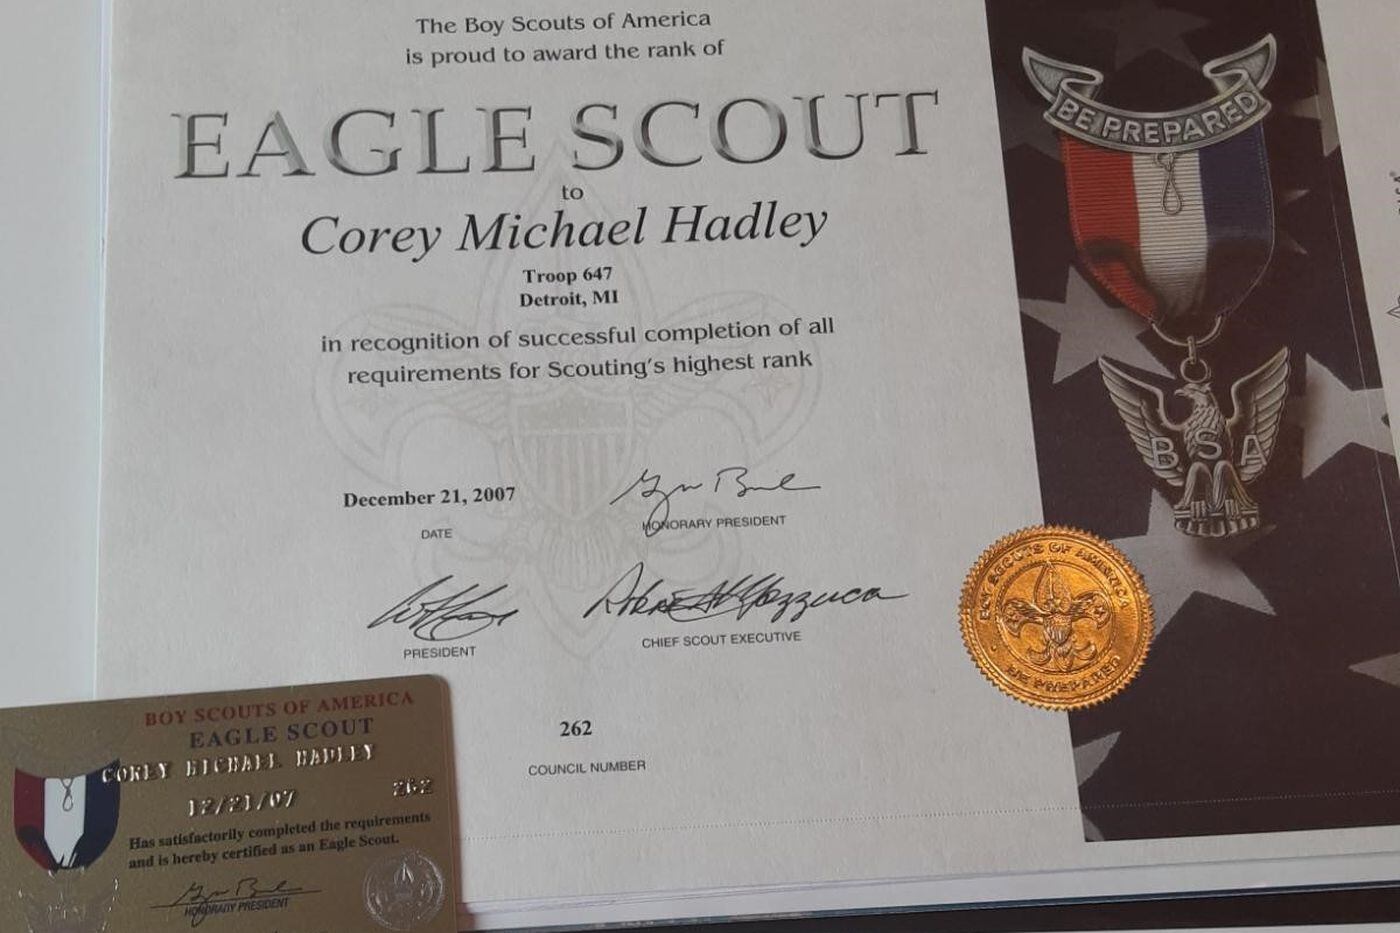 The Boy Scouts of America
is proud to award the rank of
EAGLE SCOUT
to
Corey Michael Hadley
Troop 647
Detroit, MI
in recognition of successful completion of all
requirements for Scouting's highest rank
December 21, 2007
DATE
HONORARY PRESIDENT
PRESIDENT
CHIEF SCOUT EXECUTIVE
262
COUNCIL NUMBER
BE PREPARED
BSA
BOY SCOUTS OF AMERICA
BE PREPARED
BOY SCOUTS OF AMERICA
EAGLE SCOUT
COREY MICHAEL HADLEY
12/21/07 262
Has satisfactorily completed the requirements
and is hereby certified as an Eagle Scout.
HONORARY PRESIDENT